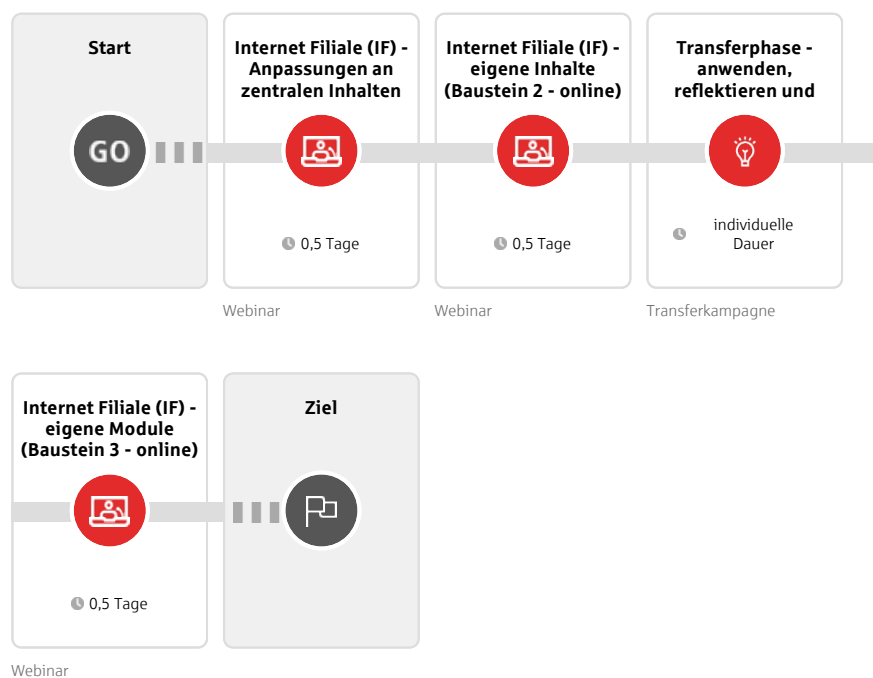 Start
GO
Internet Filiale (IF) -
Anpassungen an
zentralen Inhalten
0,5 Tage
Webinar
Internet Filiale (IF) -
eigene Inhalte
(Baustein 2 - online)
0,5 Tage
Webinar
Transferphase -
anwenden,
reflektieren und
individuelle
Dauer
Transferkampagne
Internet Filiale (IF) -
eigene Module
(Baustein 3 - online)
0,5 Tage
Webinar
Ziel